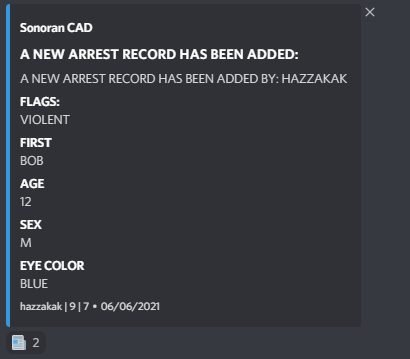 Sonoran CAD
A NEW ARREST RECORD HAS BEEN ADDED:
A NEW ARREST RECORD HAS BEEN ADDED BY: HAZZAKAK
FLAGS:
VIOLENT
FIRST
BOB
AGE
12
SEX
M
EYE COLOR
BLUE
hazzakak | 9 | 7 • 06/06/2021
2